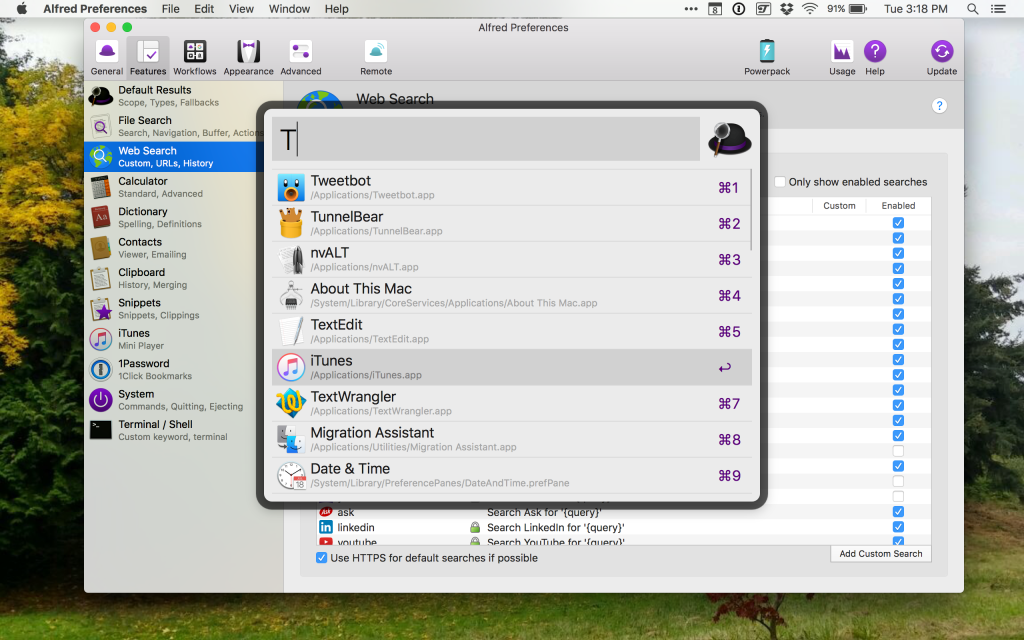 Alfred Preferences File Edit View Window Help 8 91% Tue 3:18 PM
Alfred Preferences
General Features Workflows Appearance Advanced Remote Powerpack Usage Help Update
Default Results
Scope, Types, Fallbacks
File Search
Search, Navigation, Buffer, Actions
Web Search
Custom, URLs, History
Calculator
Standard, Advanced
Dictionary
Spelling, Definitions
Contacts
Viewer, Emailing
Clipboard
History, Merging
Snippets
Snippets, Clippings
iTunes
Mini Player
1Password
1Click Bookmarks
System
Commands, Quitting, Ejecting
Terminal / Shell
Custom keyword, terminal
Web Search
?
T
Tweetbot
/Applications/Tweetbot.app
⌘1
TunnelBear
/Applications/TunnelBear.app
⌘2
nvALT
/Applications/nvALT.app
⌘3
About This Mac
/System/Library/CoreServices/Applications/About This Mac.app
⌘4
TextEdit
/Applications/TextEdit.app
⌘5
iTunes
/Applications/iTunes.app
↩
TextWrangler
/Applications/TextWrangler.app
⌘7
Migration Assistant
/Applications/Utilities/Migration Assistant.app
⌘8
Date & Time
/System/Library/PreferencePanes/DateAndTime.prefPane
⌘9
Only show enabled searches
Custom Enabled
ask Search Ask for '{query}'
linkedin Search LinkedIn for '{query}'
youtube Search YouTube for '{query}'
Use HTTPS for default searches if possible
Add Custom Search